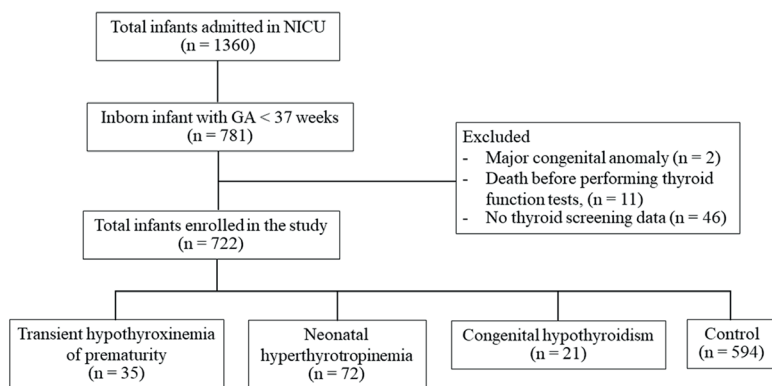 Total infants admitted in NICU
(n = 1360)
Inborn infant with GA < 37 weeks
(n = 781)
Excluded
- Major congenital anomaly (n = 2)
- Death before performing thyroid
function tests, (n = 11)
- No thyroid screening data (n = 46)
Total infants enrolled in the study
(n = 722)
Transient hypothyroxinemia
of prematurity
(n = 35)
Neonatal
hyperthyrotropinemia
(n = 72)
Congenital hypothyroidism
(n = 21)
Control
(n = 594)